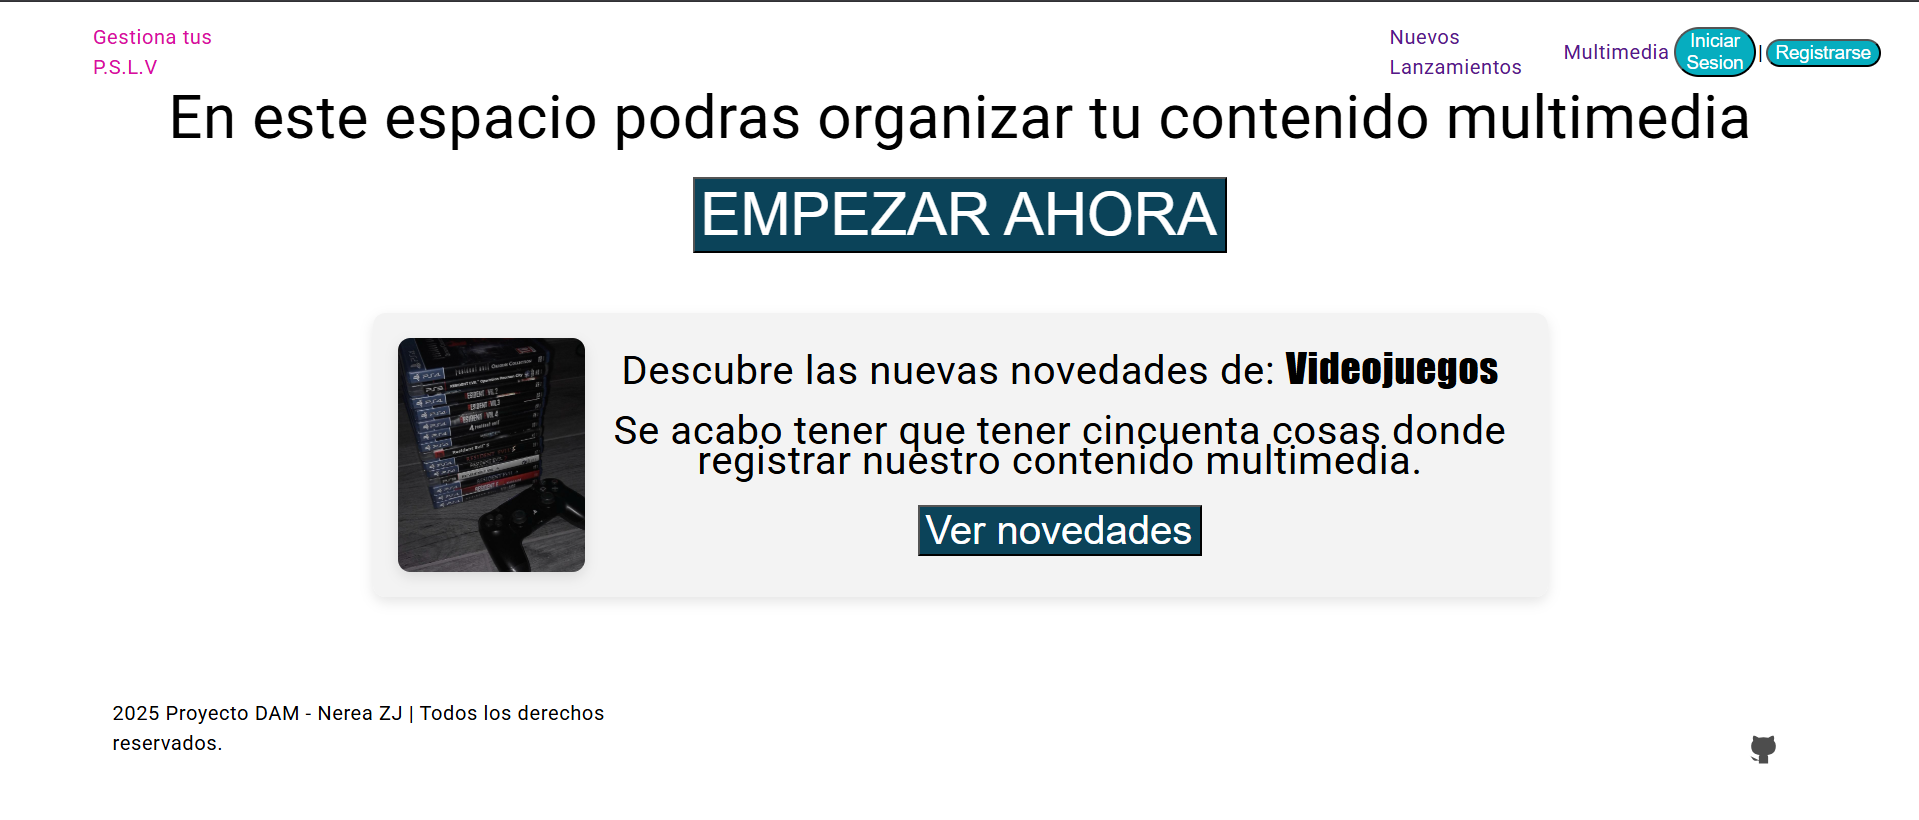 Gestiona tus
P.S.L.V
Nuevos
Lanzamientos
Multimedia
Iniciar
Sesion
|
Registrarse
En este espacio podras organizar tu contenido multimedia
EMPEZAR AHORA
Descubre las nuevas novedades de: Videojuegos
Se acabo tener que tener cincuenta cosas donde
registrar nuestro contenido multimedia.
Ver novedades
2025 Proyecto DAM - Nerea ZJ | Todos los derechos
reservados.